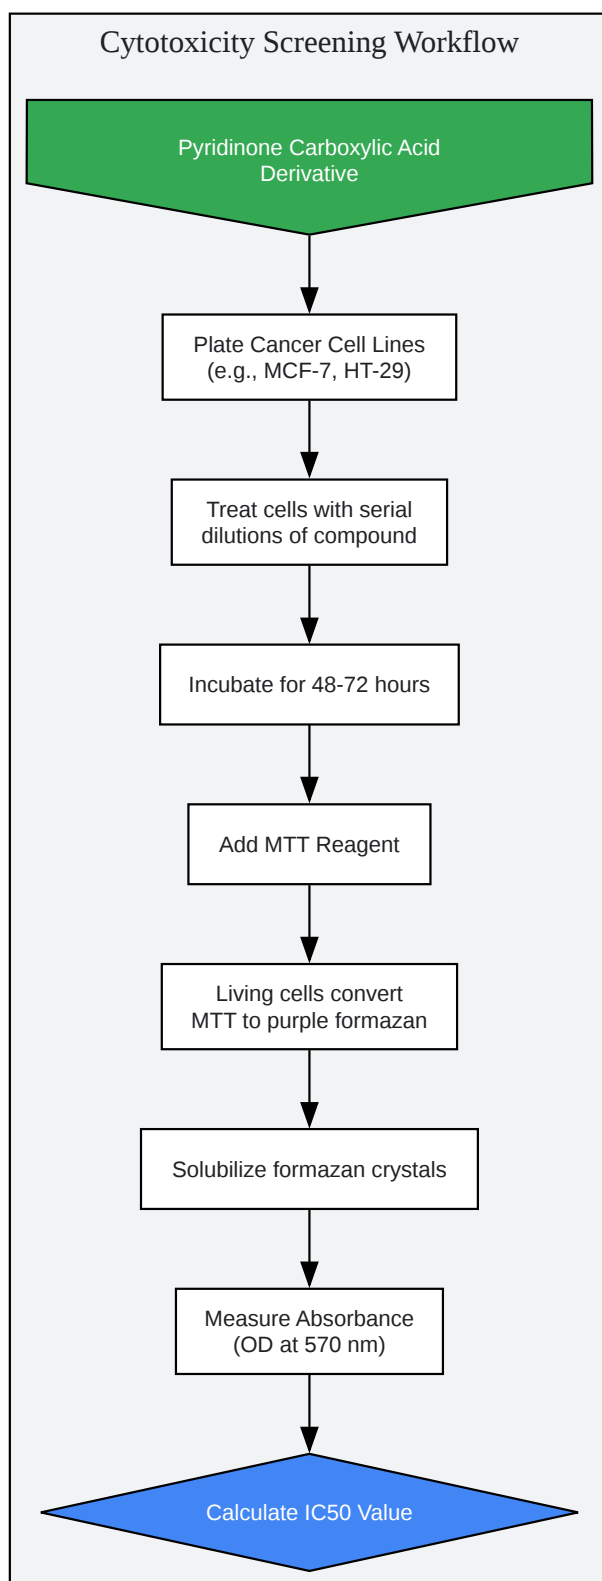 Cytotoxicity Screening Workflow
Pyridinone Carboxylic Acid
Derivative
Plate Cancer Cell Lines
(e.g., MCF-7, HT-29)
Treat cells with serial
dilutions of compound
Incubate for 48-72 hours
Add MTT Reagent
Living cells convert
MTT to purple formazan
Solubilize formazan crystals
Measure Absorbance
(OD at 570 nm)
Calculate IC50 Value